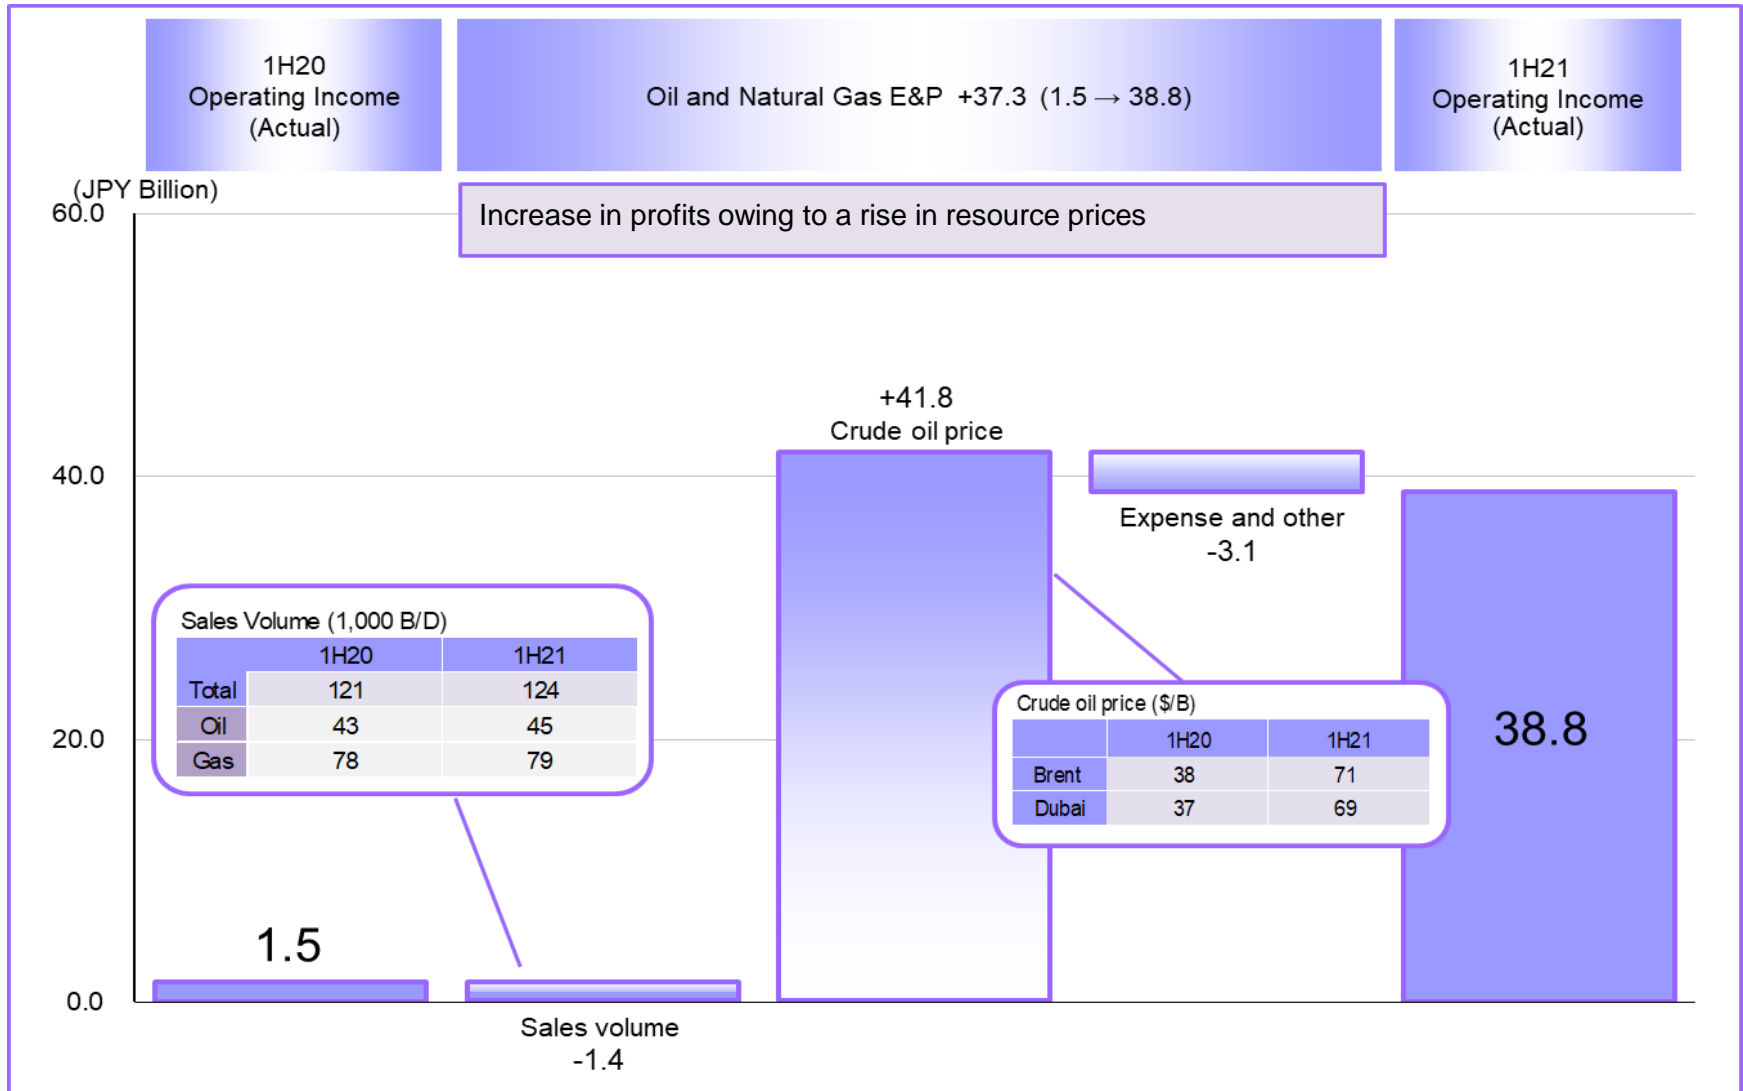 1H20
Operating Income
(Actual)
Oil and Natural Gas E&P +37.3 (1.5 → 38.8)
1H21
Operating Income
(Actual)
(JPY Billion)
Increase in profits owing to a rise in resource prices
60.0
40.0
20.0
0.0
+41.8
Crude oil price
Expense and other
-3.1
Sales Volume (1,000 B/D)
1H20 1H21
Total 121 124
Oil 43 45
Gas 78 79
Crude oil price ($/B)
1H20 1H21
Brent 38 71
Dubai 37 69
38.8
1.5
Sales volume
-1.4